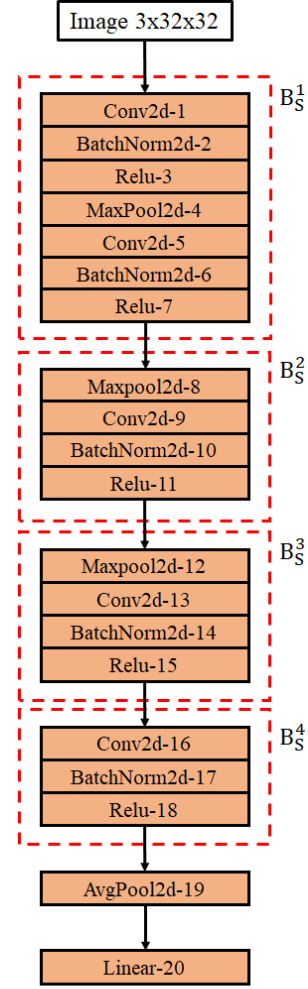 Image 3x32x32
B_S^1
Conv2d-1
BatchNorm2d-2
Relu-3
MaxPool2d-4
Conv2d-5
BatchNorm2d-6
Relu-7
B_S^2
Maxpool2d-8
Conv2d-9
BatchNorm2d-10
Relu-11
B_S^3
Maxpool2d-12
Conv2d-13
BatchNorm2d-14
Relu-15
B_S^4
Conv2d-16
BatchNorm2d-17
Relu-18
AvgPool2d-19
Linear-20